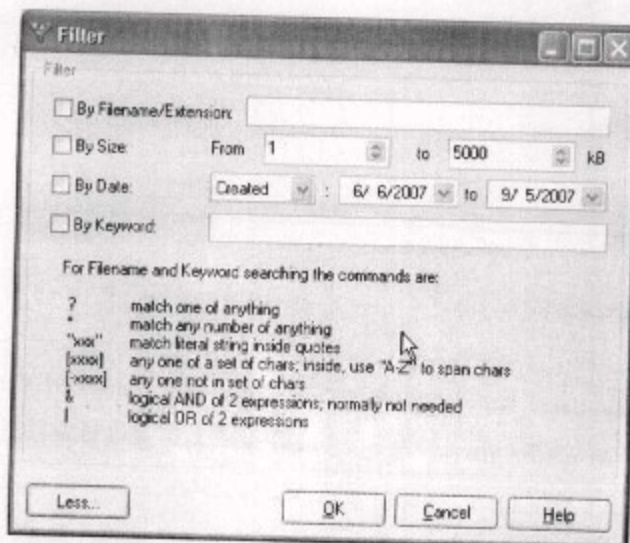 Filter
Filter
By Filename/Extension:
By Size: From 1 to 5000 kB
By Date: Created : 6/ 6/2007 to 9/ 5/2007
By Keyword:
For Filename and Keyword searching the commands are:
? match one of anything
* match any number of anything
"xxx" match literal string inside quotes
[xxxx] any one of a set of chars; inside, use "A-Z" to span chars
[-xxxx] any one not in set of chars
& logical AND of 2 expressions; normally not needed
| logical OR of 2 expressions
Less... OK Cancel Help